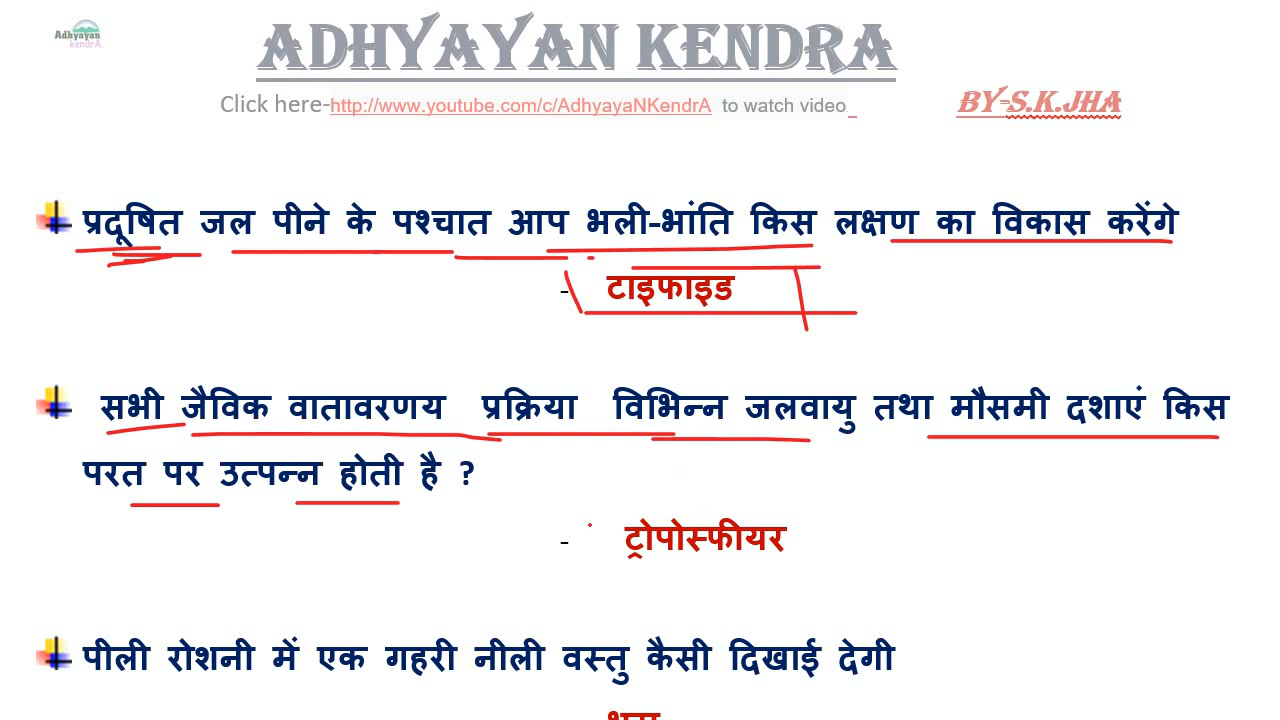 Adhyayan
kendrA.
ADHYAYAN KENDRA
Click here-http://www.youtube.com/c/AdhyayaNKendrA to watch video
BY-S.K.JHA
प्रदूषित जल पीने के पश्चात आप भली-भांति किस लक्षण का विकास करेंगे
- टाइफाइड
सभी जैविक वातावरणय प्रक्रिया विभिन्न जलवायु तथा मौसमी दशाएं किस
परत पर उत्पन्न होती है ?
- ट्रोपोस्फीयर
पीली रोशनी में एक गहरी नीली वस्तु कैसी दिखाई देगी